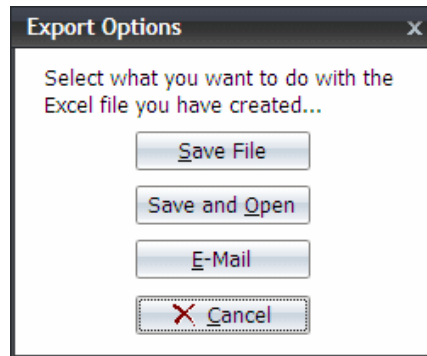 Export Options
Select what you want to do with the
Excel file you have created...
Save File
Save and Open
E-Mail
Cancel